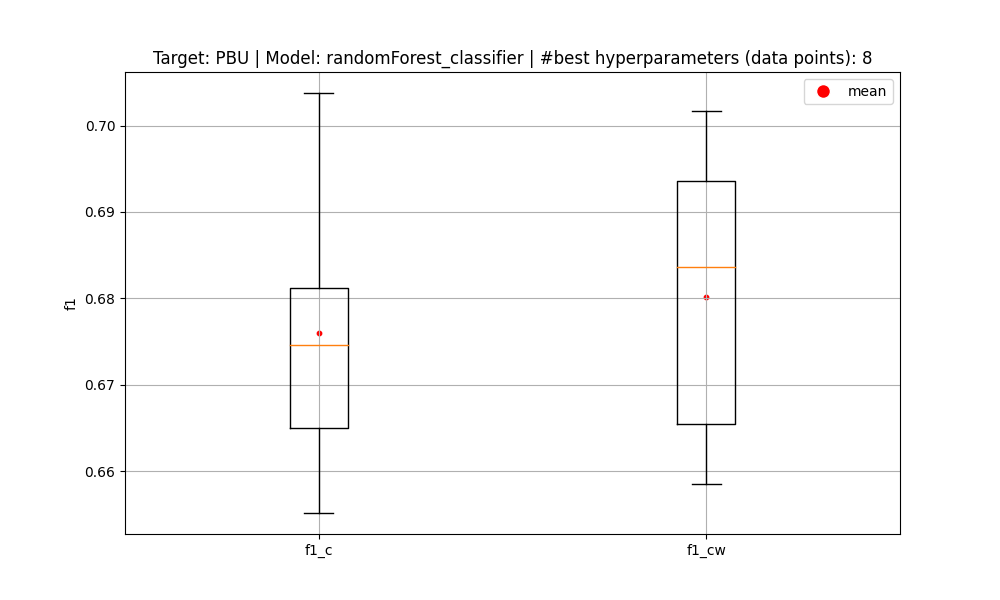 Target: PBU | Model: randomForest_classifier | #best hyperparameters (data points): 8
mean
0.70
0.69
0.68
0.67
0.66
f1
f1_c
f1_cw